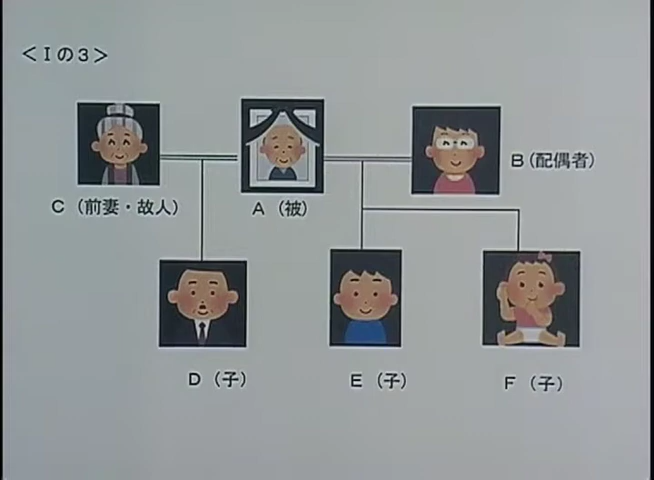 ＜Ⅰの３＞
Ｂ（配偶者）
Ｃ（前妻・故人）
Ａ（被）
Ｄ（子）
Ｅ（子）
Ｆ（子）